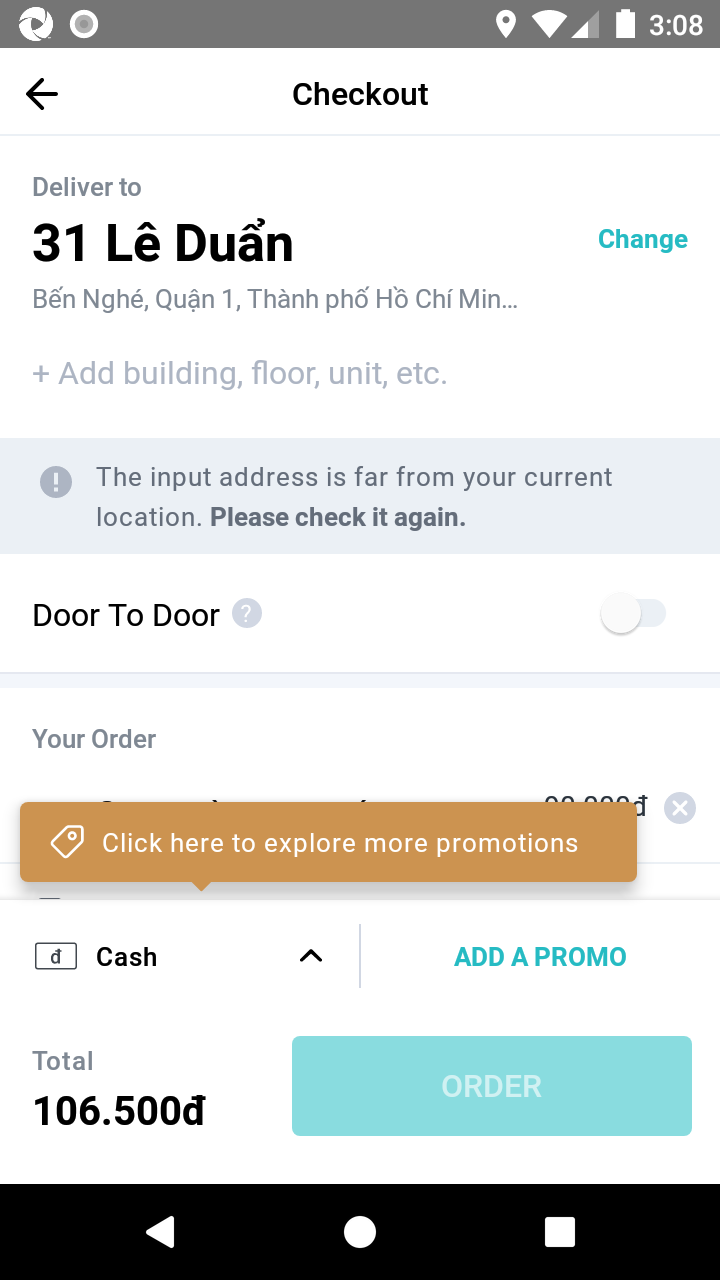 3:08
Checkout
Deliver to
31 Lê Duẩn
Change
Bến Nghé, Quận 1, Thành phố Hồ Chí Min...
+ Add building, floor, unit, etc.
The input address is far from your current
location. Please check it again.
Door To Door ?
Your Order
Click here to explore more promotions
đ Cash
ADD A PROMO
Total
106.500đ
ORDER